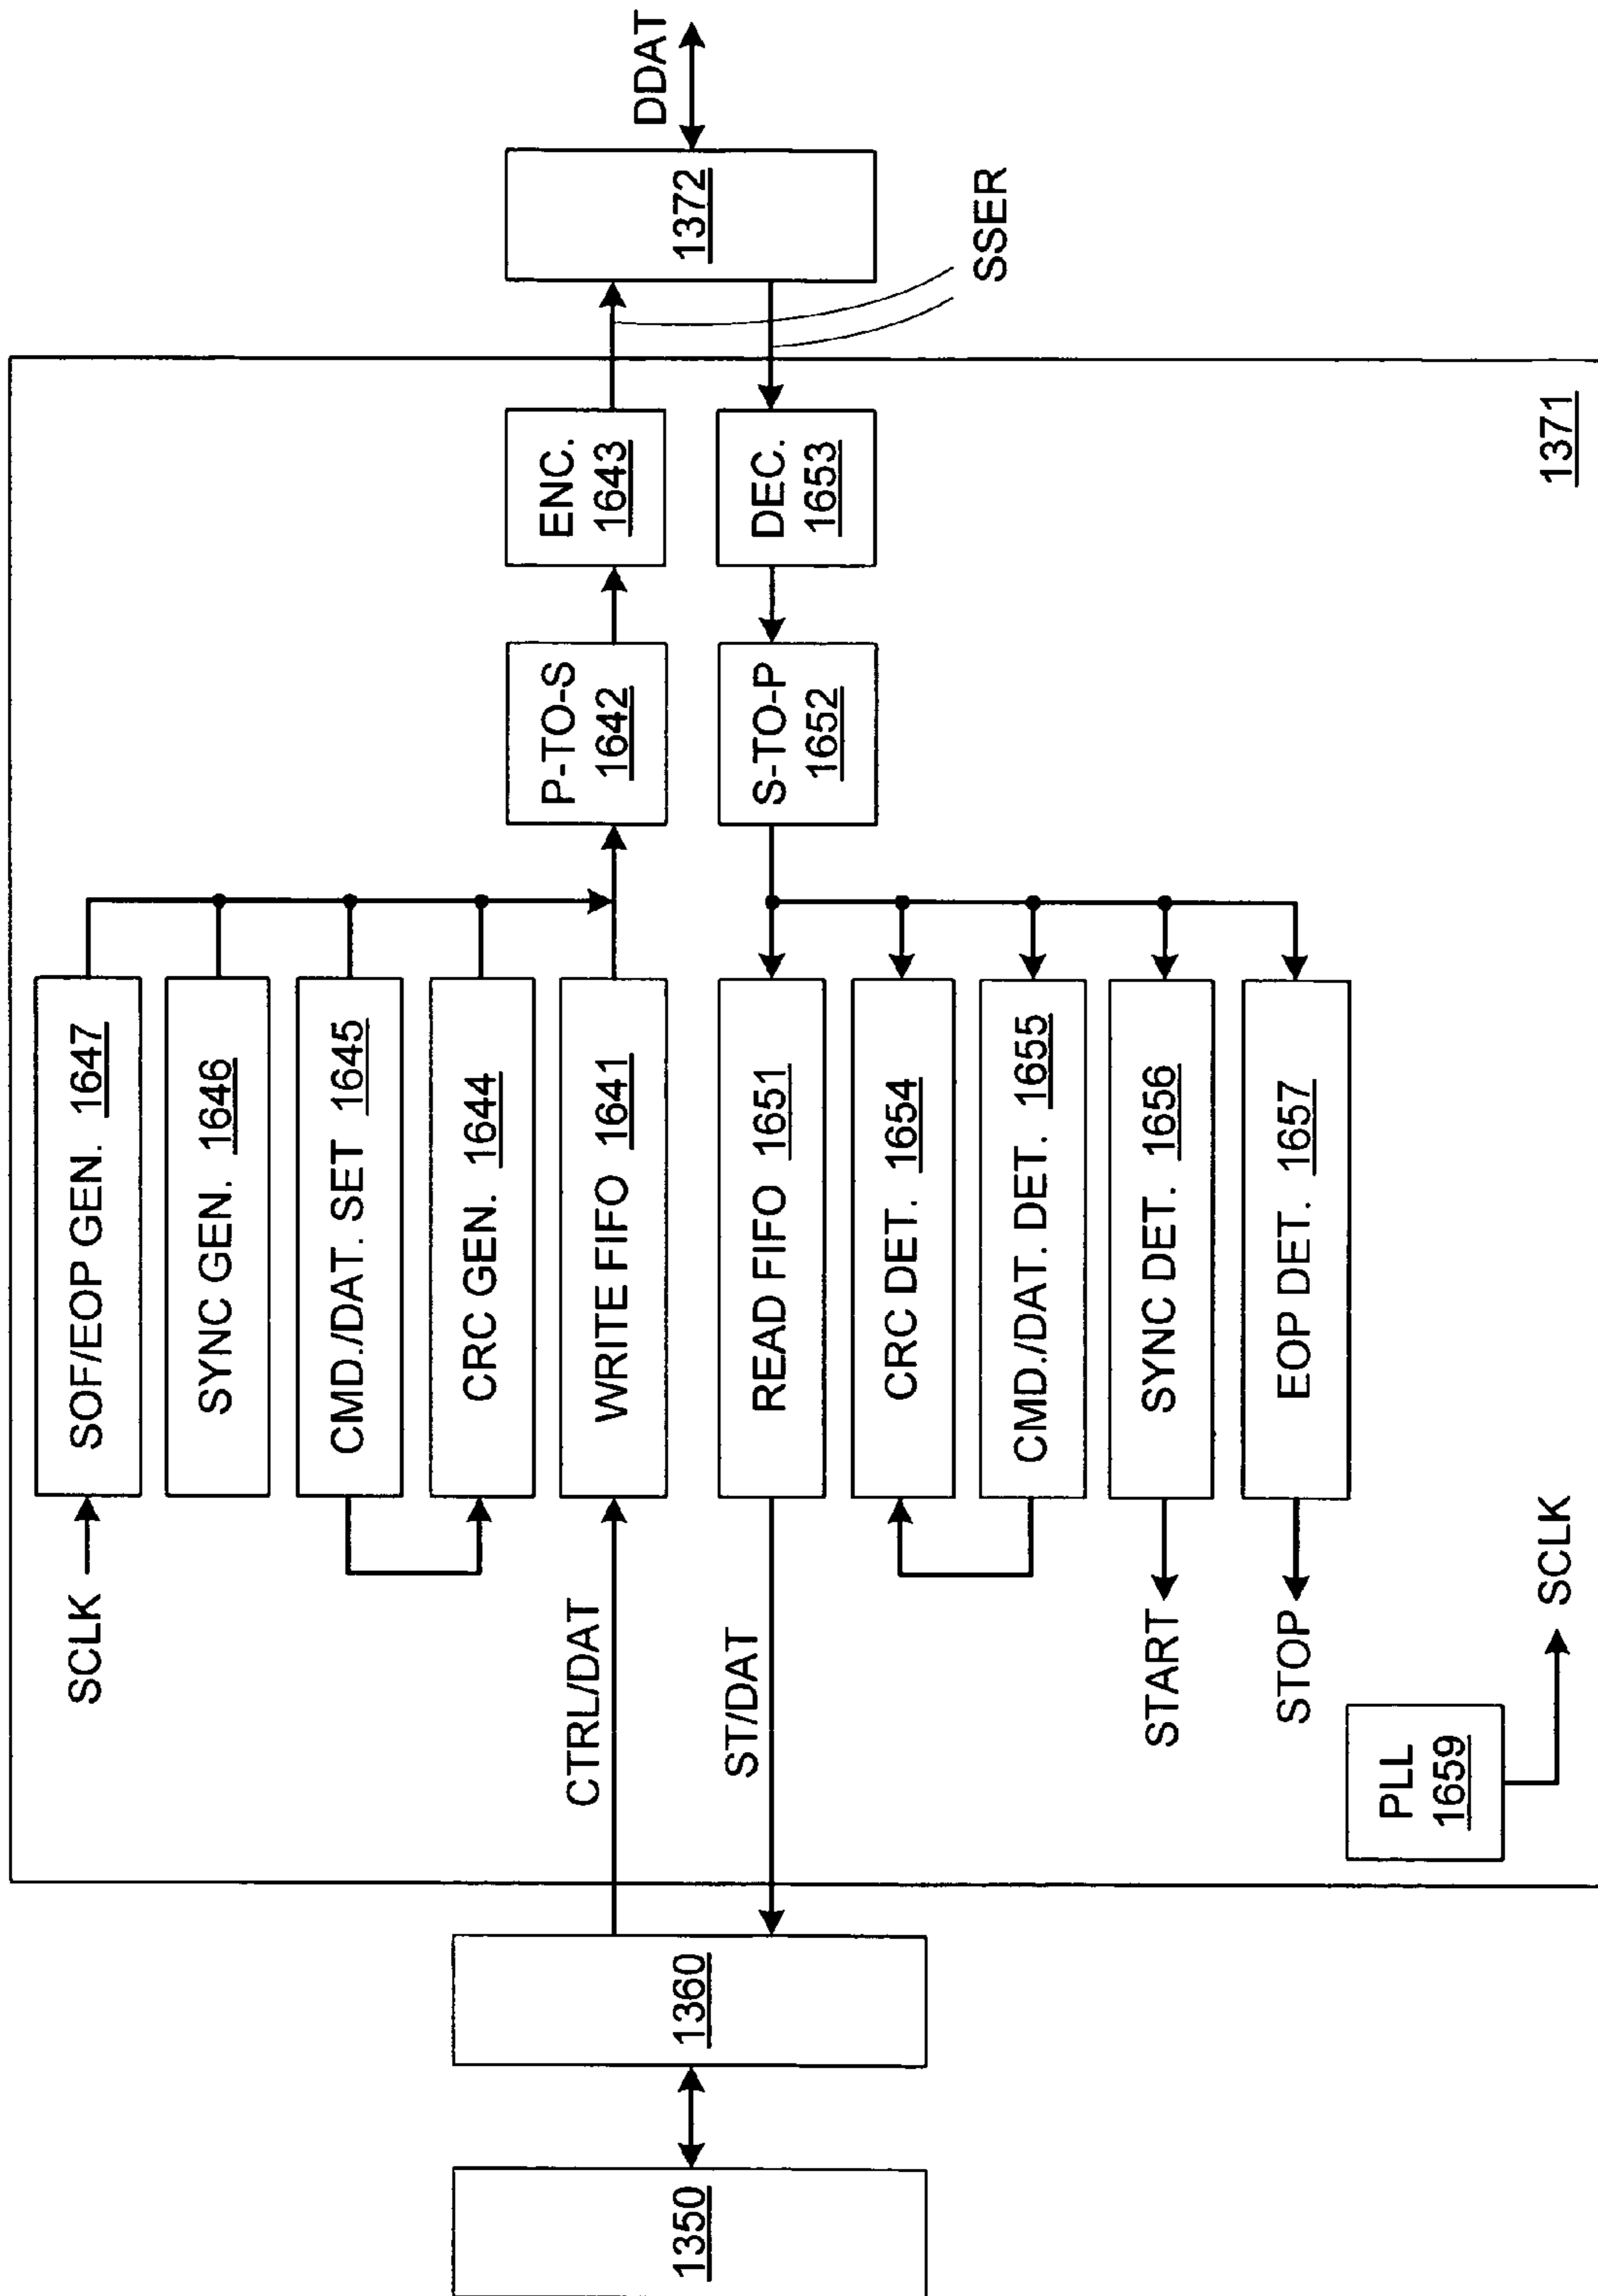 SCLK
SOF/EOP GEN. 1647
SYNC GEN. 1646
CMD./DAT. SET 1645
CRC GEN. 1644
CTRL/DAT
WRITE FIFO 1641
P-TO-S
1642
ENC.
1643
1350
1360
1372
DDAT
SSER
ST/DAT
READ FIFO 1651
S-TO-P
1652
DEC.
1653
CRC DET. 1654
CMD./DAT. DET. 1655
START
SYNC DET. 1656
STOP
EOP DET. 1657
PLL
1659
SCLK
1371